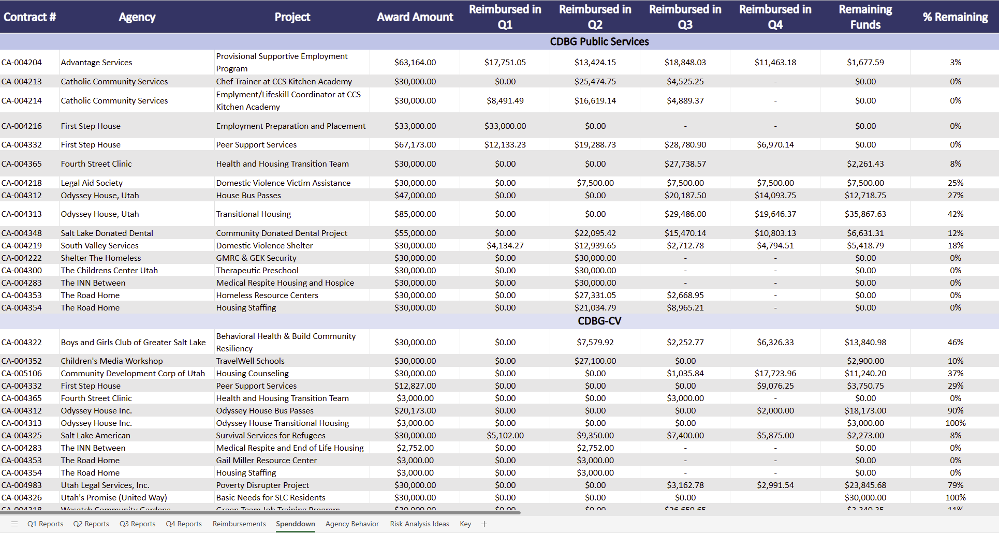 Contract # Agency Project Award Amount Reimbursed in Q1 Reimbursed in Q2 Reimbursed in Q3 Reimbursed in Q4 Remaining Funds % Remaining
CDBG Public Services
CA-004204 Advantage Services Provisional Supportive Employment Program $63,164.00 $17,751.05 $13,424.15 $18,848.03 $11,463.18 $1,677.59 3%
CA-004213 Catholic Community Services Chef Trainer at CCS Kitchen Academy $30,000.00 $0.00 $25,474.75 $4,525.25 - $0.00 0%
CA-004214 Catholic Community Services Emplyment/Lifeskill Coordinator at CCS Kitchen Academy $30,000.00 $8,491.49 $16,619.14 $4,889.37 - $0.00 0%
CA-004216 First Step House Employment Preparation and Placement $33,000.00 $33,000.00 $0.00 - - $0.00 0%
CA-004332 First Step House Peer Support Services $67,173.00 $12,133.23 $19,288.73 $28,780.90 $6,970.14 $0.00 0%
CA-004365 Fourth Street Clinic Health and Housing Transition Team $30,000.00 $0.00 $0.00 $27,738.57 $2,261.43 8%
CA-004218 Legal Aid Society Domestic Violence Victim Assistance $30,000.00 $0.00 $7,500.00 $7,500.00 $7,500.00 $7,500.00 25%
CA-004312 Odyssey House, Utah House Bus Passes $47,000.00 $0.00 $0.00 $20,187.50 $14,093.75 $12,718.75 27%
CA-004313 Odyssey House, Utah Transitional Housing $85,000.00 $0.00 $0.00 $29,486.00 $19,646.37 $35,867.63 42%
CA-004348 Salt Lake Donated Dental Community Donated Dental Project $55,000.00 $0.00 $22,095.42 $15,470.14 $10,803.13 $6,631.31 12%
CA-004219 South Valley Services Domestic Violence Shelter $30,000.00 $4,134.27 $12,939.65 $2,712.78 $4,794.51 $5,418.79 18%
CA-004222 Shelter The Homeless GMRC & GEK Security $30,000.00 $0.00 $30,000.00 - - $0.00 0%
CA-004300 The Childrens Center Utah Therapeutic Preschool $30,000.00 $0.00 $30,000.00 - - $0.00 0%
CA-004283 The INN Between Medical Respite Housing and Hospice $30,000.00 $0.00 $30,000.00 - - $0.00 0%
CA-004353 The Road Home Homeless Resource Centers $30,000.00 $0.00 $27,331.05 $2,668.95 - $0.00 0%
CA-004354 The Road Home Housing Staffing $30,000.00 $0.00 $21,034.79 $8,965.21 - $0.00 0%
CDBG-CV
CA-004322 Boys and Girls Club of Greater Salt Lake Behavioral Health & Build Community Resiliency $30,000.00 $0.00 $7,579.92 $2,252.77 $6,326.33 $13,840.98 46%
CA-004352 Children's Media Workshop TravelWell Schools $30,000.00 $0.00 $27,100.00 $0.00 $2,900.00 10%
CA-005106 Community Development Corp of Utah Housing Counseling $30,000.00 $0.00 $0.00 $1,035.84 $17,723.96 $11,240.20 37%
CA-004332 First Step House Peer Support Services $12,827.00 $0.00 $0.00 $0.00 $9,076.25 $3,750.75 29%
CA-004365 Fourth Street Clinic Health and Housing Transition Team $3,000.00 $0.00 $0.00 $3,000.00 - $0.00 0%
CA-004312 Odyssey House Inc. Odyssey House Bus Passes $20,173.00 $0.00 $0.00 $0.00 $2,000.00 $18,173.00 90%
CA-004313 Odyssey House Inc. Odyssey House Transitional Housing $3,000.00 $0.00 $0.00 $0.00 $3,000.00 100%
CA-004325 Salt Lake American Survival Services for Refugees $30,000.00 $5,102.00 $9,350.00 $7,400.00 $5,875.00 $2,273.00 8%
CA-004283 The INN Between Medical Respite and End of Life Housing $2,752.00 $0.00 $2,752.00 - - $0.00 0%
CA-004353 The Road Home Gail Miller Resource Center $3,000.00 $0.00 $3,000.00 - - $0.00 0%
CA-004354 The Road Home Housing Staffing $3,000.00 $0.00 $3,000.00 - - $0.00 0%
CA-004983 Utah Legal Services, Inc. Poverty Disrupter Project $30,000.00 $0.00 $0.00 $3,162.78 $2,991.54 $23,845.68 79%
CA-004326 Utah's Promise (United Way) Basic Needs for SLC Residents $30,000.00 $0.00 $0.00 $0.00 $30,000.00 100%
Wasatch Community Gardens Green Team Job Training Program $30,000.00 $0.00 $0.00 11%
Q1 Reports Q2 Reports Q3 Reports Q4 Reports Reimbursements Spenddown Agency Behavior Risk Analysis Ideas Key +